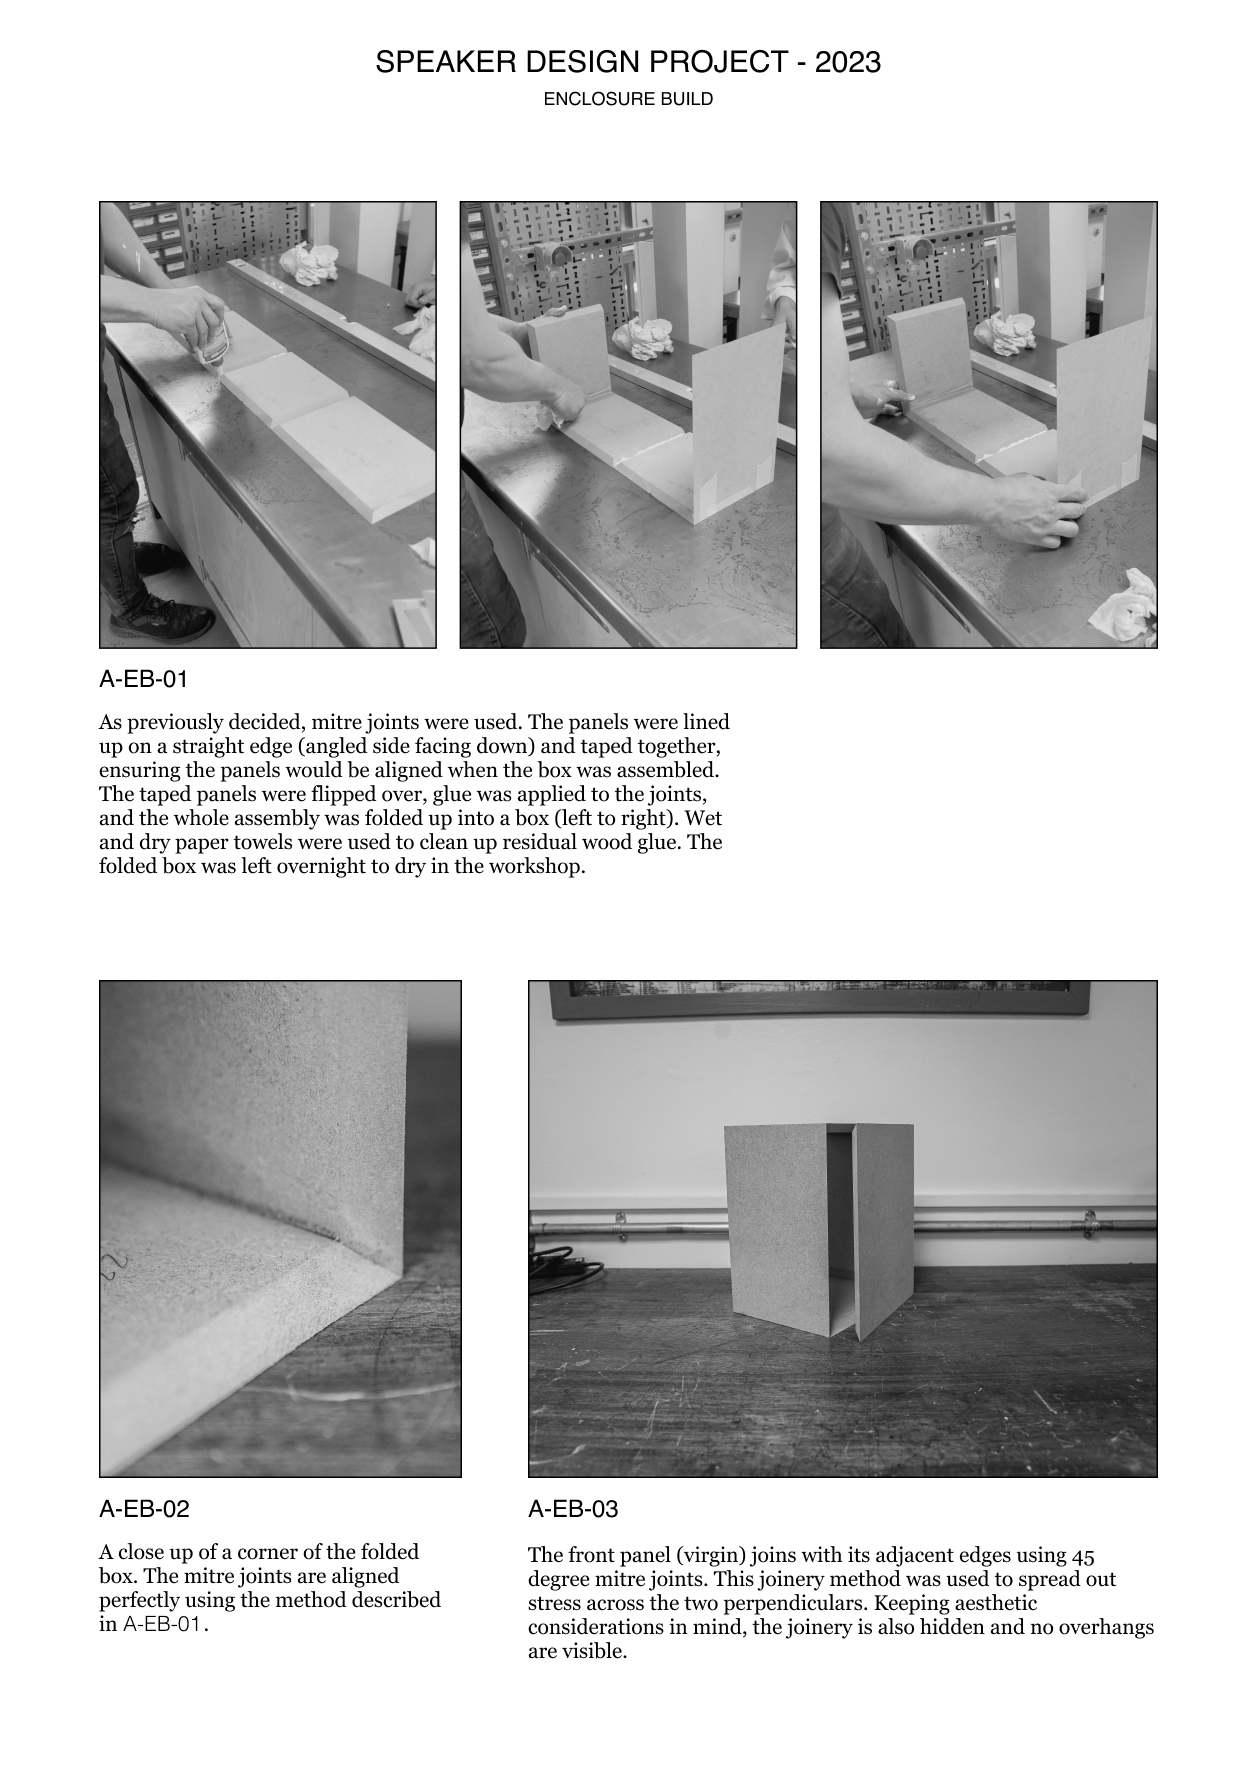 SPEAKER DESIGN PROJECT - 2023
ENCLOSURE BUILD
A-EB-01
As previously decided, mitre joints were used. The panels were lined
up on a straight edge (angled side facing down) and taped together,
ensuring the panels would be aligned when the box was assembled.
The taped panels were flipped over, glue was applied to the joints,
and the whole assembly was folded up into a box (left to right). Wet
and dry paper towels were used to clean up residual wood glue. The
folded box was left overnight to dry in the workshop.
A-EB-02
A close up of a corner of the folded
box. The mitre joints are aligned
perfectly using the method described
in A-EB-01.
A-EB-03
The front panel (virgin) joins with its adjacent edges using 45
degree mitre joints. This joinery method was used to spread out
stress across the two perpendiculars. Keeping aesthetic
considerations in mind, the joinery is also hidden and no overhangs
are visible.